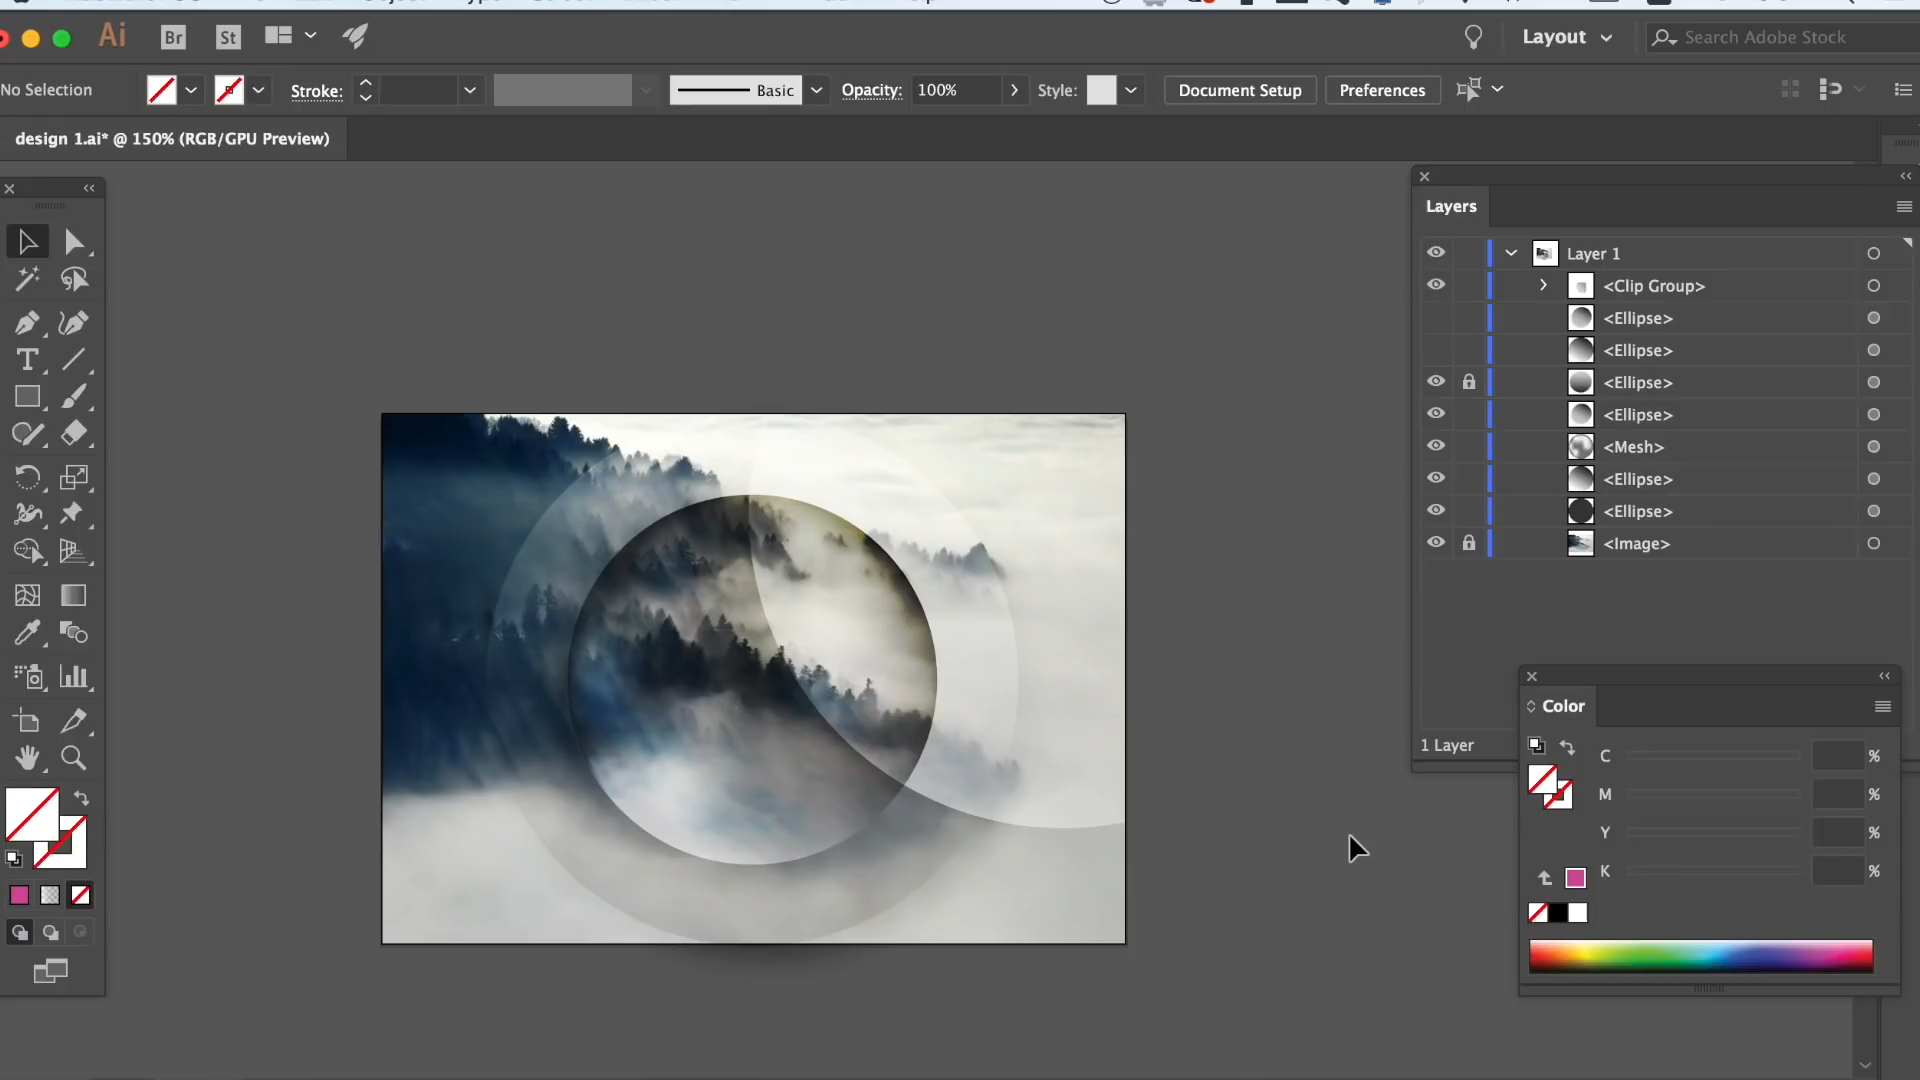 Ai Br St Layout Search Adobe Stock
No Selection Stroke: Basic Opacity: 100% Style: Document Setup Preferences
design 1.ai* @ 150% (RGB/GPU Preview)
Layers
Layer 1
<Clip Group>
<Ellipse>
<Ellipse>
<Ellipse>
<Ellipse>
<Mesh>
<Ellipse>
<Ellipse>
<Image>
1 Layer
Color
C %
M %
Y %
K %